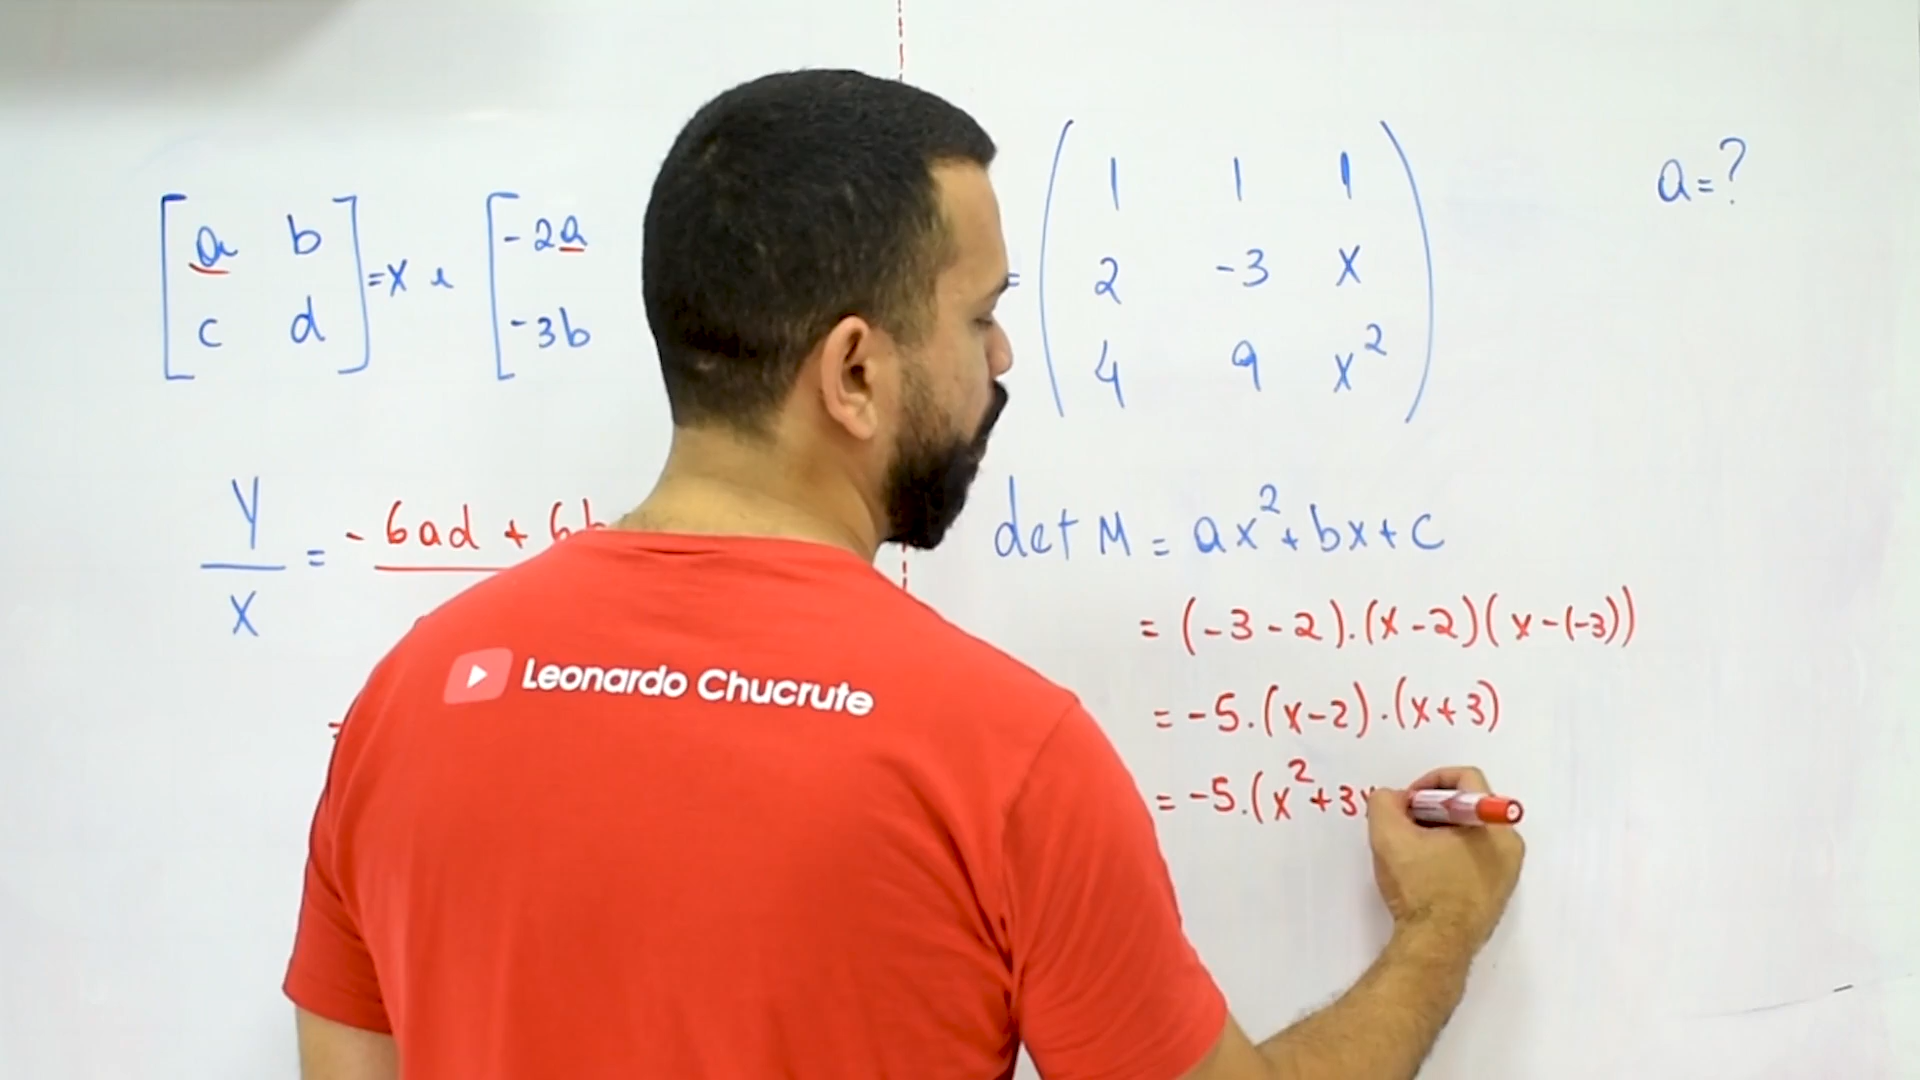 [a b] = x e [-2a
[c d] [-3b
Y/X = -6ad + 6b
=
Leonardo Chucrute
= (1 1 1)
(2 -3 x)
(4 9 x²)
a=?
det M = ax² + bx + c
= (-3-2).(x-2)(x-(-3))
= -5.(x-2).(x+3)
= -5.(x²+3x